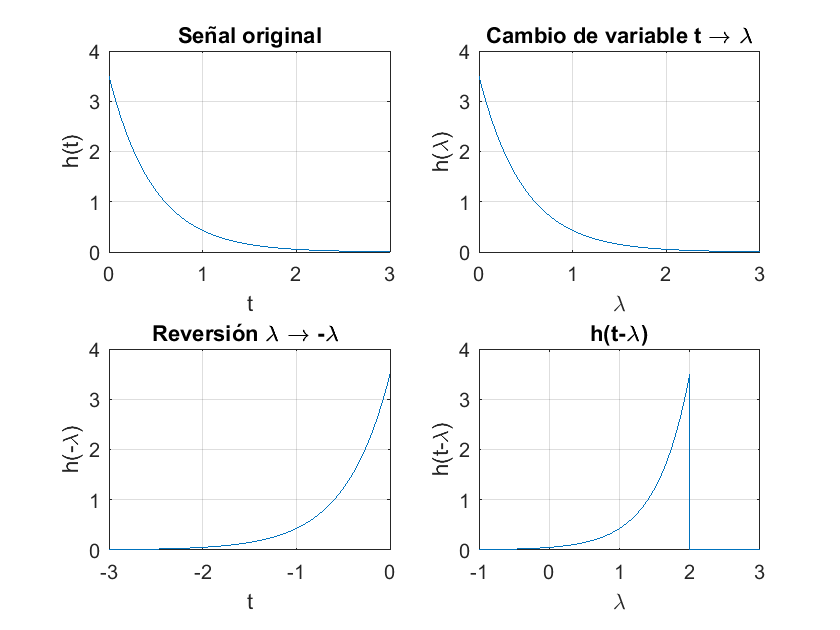 Señal original
4
3
2
1
0
h(t)
0 1 2 3
t
Cambio de variable t → λ
4
3
2
1
0
h(λ)
0 1 2 3
λ
Reversión λ → -λ
4
3
2
1
0
h(-λ)
-3 -2 -1 0
t
h(t-λ)
4
3
2
1
0
h(t-λ)
-1 0 1 2 3
λ